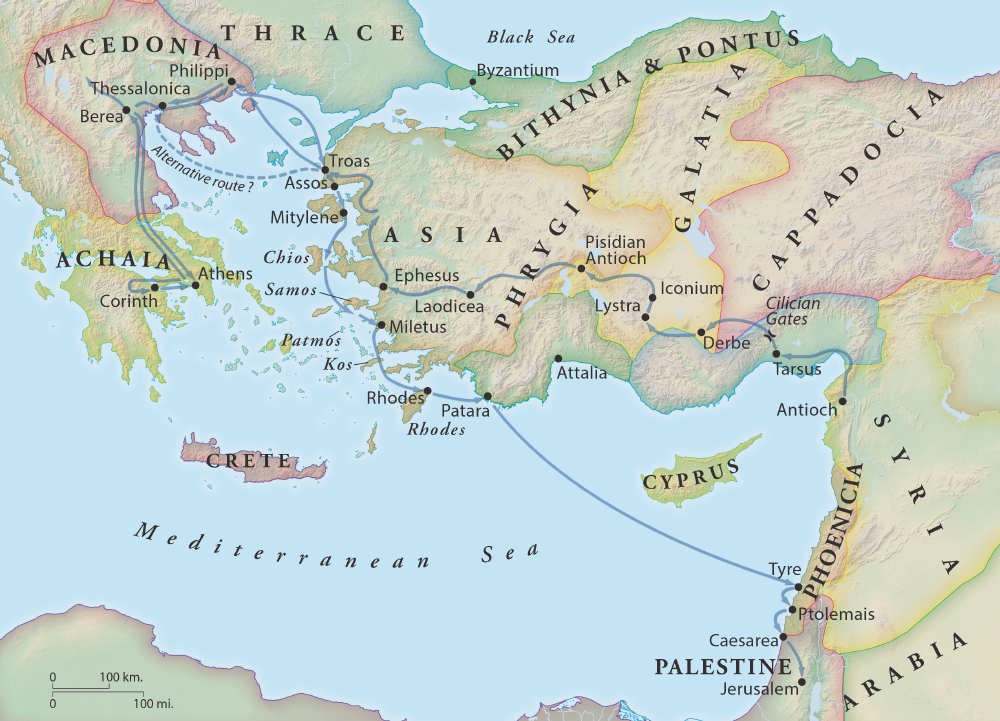 THRACE
Black Sea
MACEDONIA
BITHYNIA & PONTUS
Philippi
Byzantium
Thessalonica
GALATIA
Berea
CAPPADOCIA
Alternative route ?
Troas
Assos
Mitylene
ASIA
PHRYGIA
Pisidian
Antioch
ACHAIA
Chios
Athens
Ephesus
Iconium
Corinth
Samos
Laodicea
Lystra
Cilician
Gates
Miletus
Derbe
Patmos
Kos
Attalia
Tarsus
Rhodes
Patara
Antioch
Rhodes
SYRIA
CRETE
CYPRUS
PHOENICIA
Mediterranean Sea
Tyre
Ptolemais
Caesarea
ARABIA
PALESTINE
Jerusalem
0 100 km.
0 100 mi.